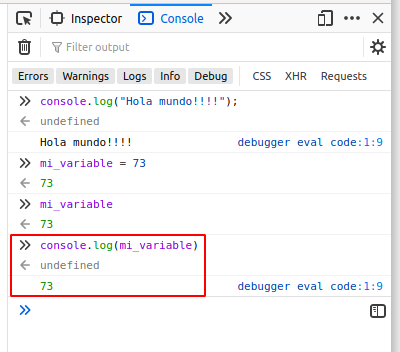 Inspector Console
Filter output
Errors Warnings Logs Info Debug CSS XHR Requests
console.log("Hola mundo!!!!");
undefined
Hola mundo!!!! debugger eval code:1:9
mi_variable = 73
73
mi_variable
73
console.log(mi_variable)
undefined
73 debugger eval code:1:9